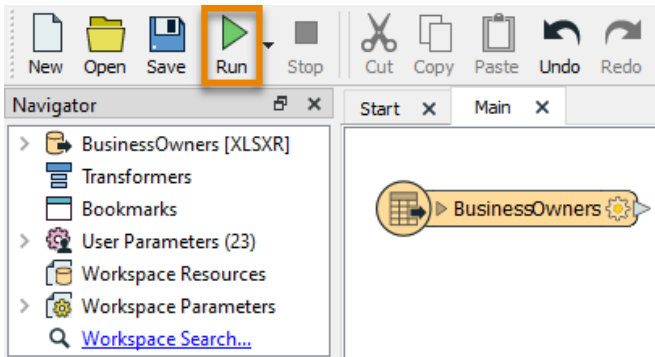 New Open Save Run Stop Cut Copy Paste Undo Redo
Navigator
Start Main
BusinessOwners [XLSXR]
Transformers
Bookmarks
User Parameters (23)
Workspace Resources
Workspace Parameters
Workspace Search...
BusinessOwners